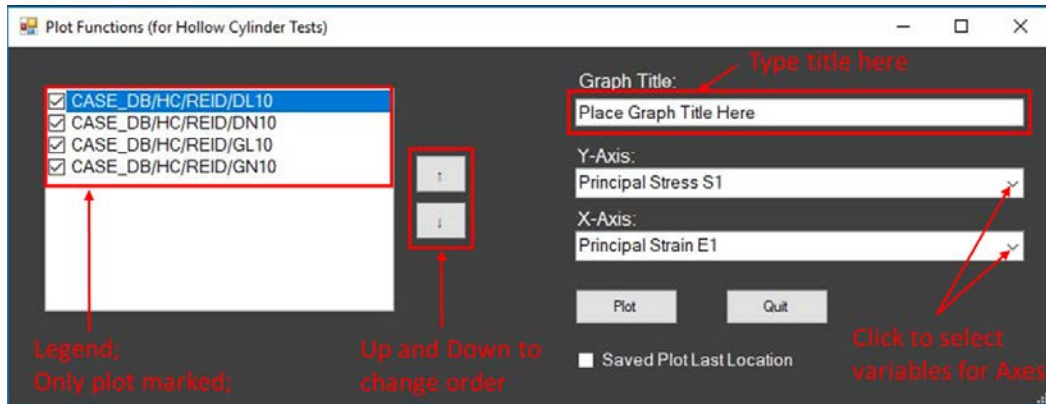 Plot Functions (for Hollow Cylinder Tests)
CASE_DB/HC/REID/DL10
CASE_DB/HC/REID/DN10
CASE_DB/HC/REID/GL10
CASE_DB/HC/REID/GN10
↑
↓
Legend;
Only plot marked;
Up and Down to
change order
Type title here
Graph Title:
Place Graph Title Here
Y-Axis:
Principal Stress S1
X-Axis:
Principal Strain E1
Plot Quit
Saved Plot Last Location
Click to select
variables for Axes